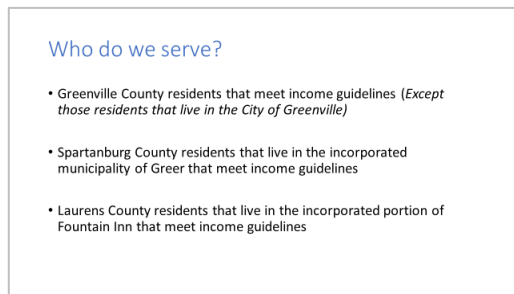 Who do we serve?
• Greenville County residents that meet income guidelines (Except
those residents that live in the City of Greenville)
• Spartanburg County residents that live in the incorporated
municipality of Greer that meet income guidelines
• Laurens County residents that live in the incorporated portion of
Fountain Inn that meet income guidelines